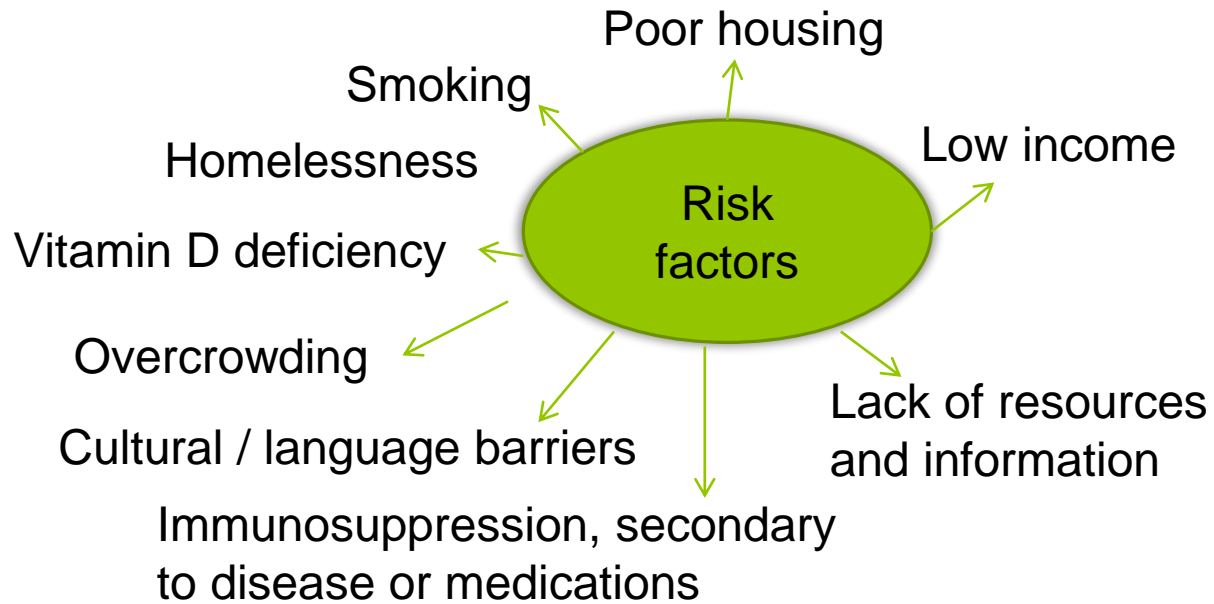 Poor housing
Smoking
Low income
Homelessness
Risk
factors
Vitamin D deficiency
Overcrowding
Lack of resources
and information
Cultural / language barriers
Immunosuppression, secondary
to disease or medications